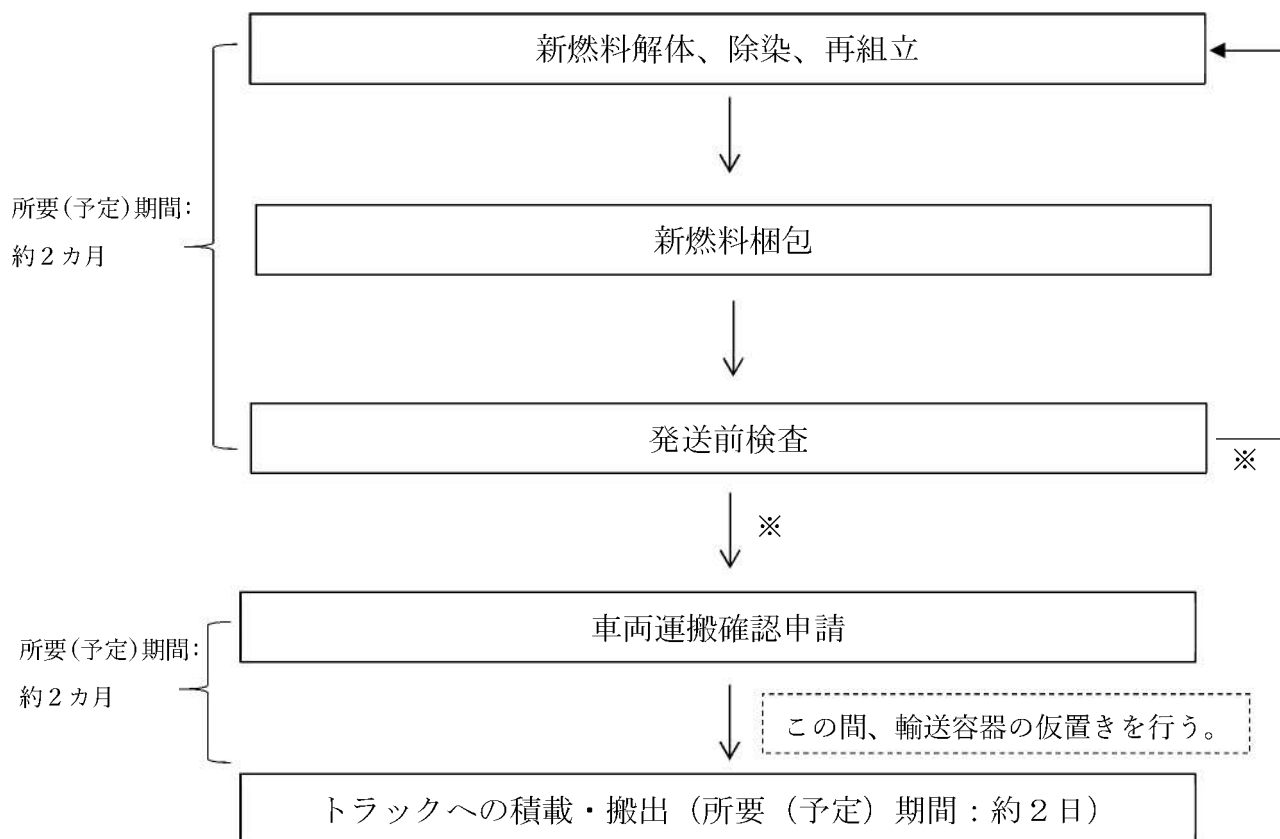 新燃料解体、除染、再組立
所要(予定)期間:
約2カ月
新燃料梱包
発送前検査
※
※
車両運搬確認申請
所要(予定)期間:
約2カ月
この間、輸送容器の仮置きを行う。
トラックへの積載・搬出(所要(予定)期間:約2日)